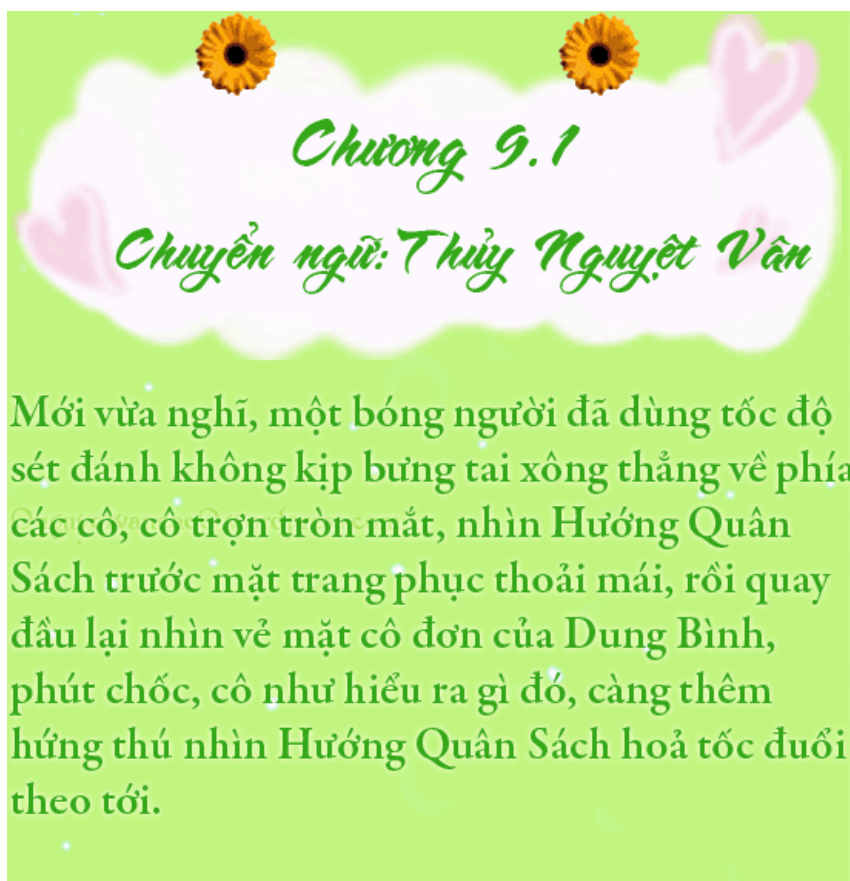 Chương 9.1
Chuyển ngữ: Thủy Nguyệt Vân
Mới vừa nghĩ, một bóng người đã dùng tốc độ
sét đánh không kịp bưng tai xông thẳng về phía
các cô, cô trợn tròn mắt, nhìn Hướng Quân
Sách trước mặt trang phục thoải mái, rồi quay
đầu lại nhìn vẻ mặt cô đơn của Dung Bình,
phút chốc, cô như hiểu ra gì đó, càng thêm
hứng thú nhìn Hướng Quân Sách hoả tốc đuổi
theo tới.